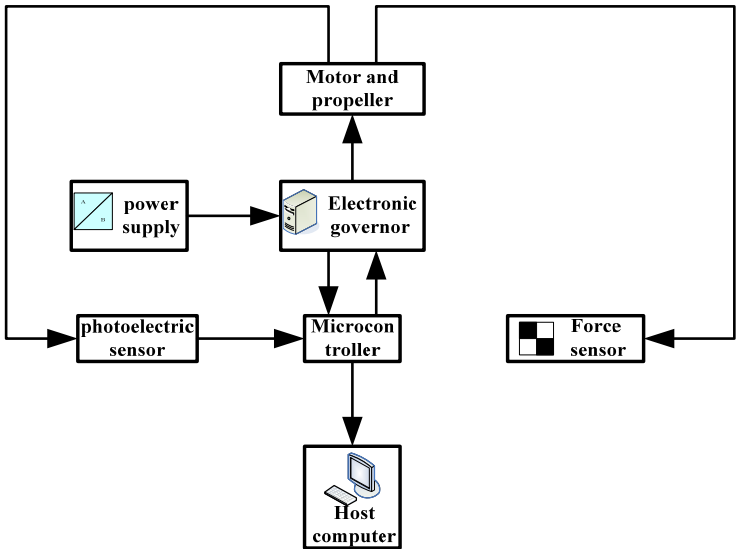 Motor and
propeller
A
B
power
supply
Electronic
governor
photoelectric
sensor
Microcon
troller
Force
sensor
Host
computer